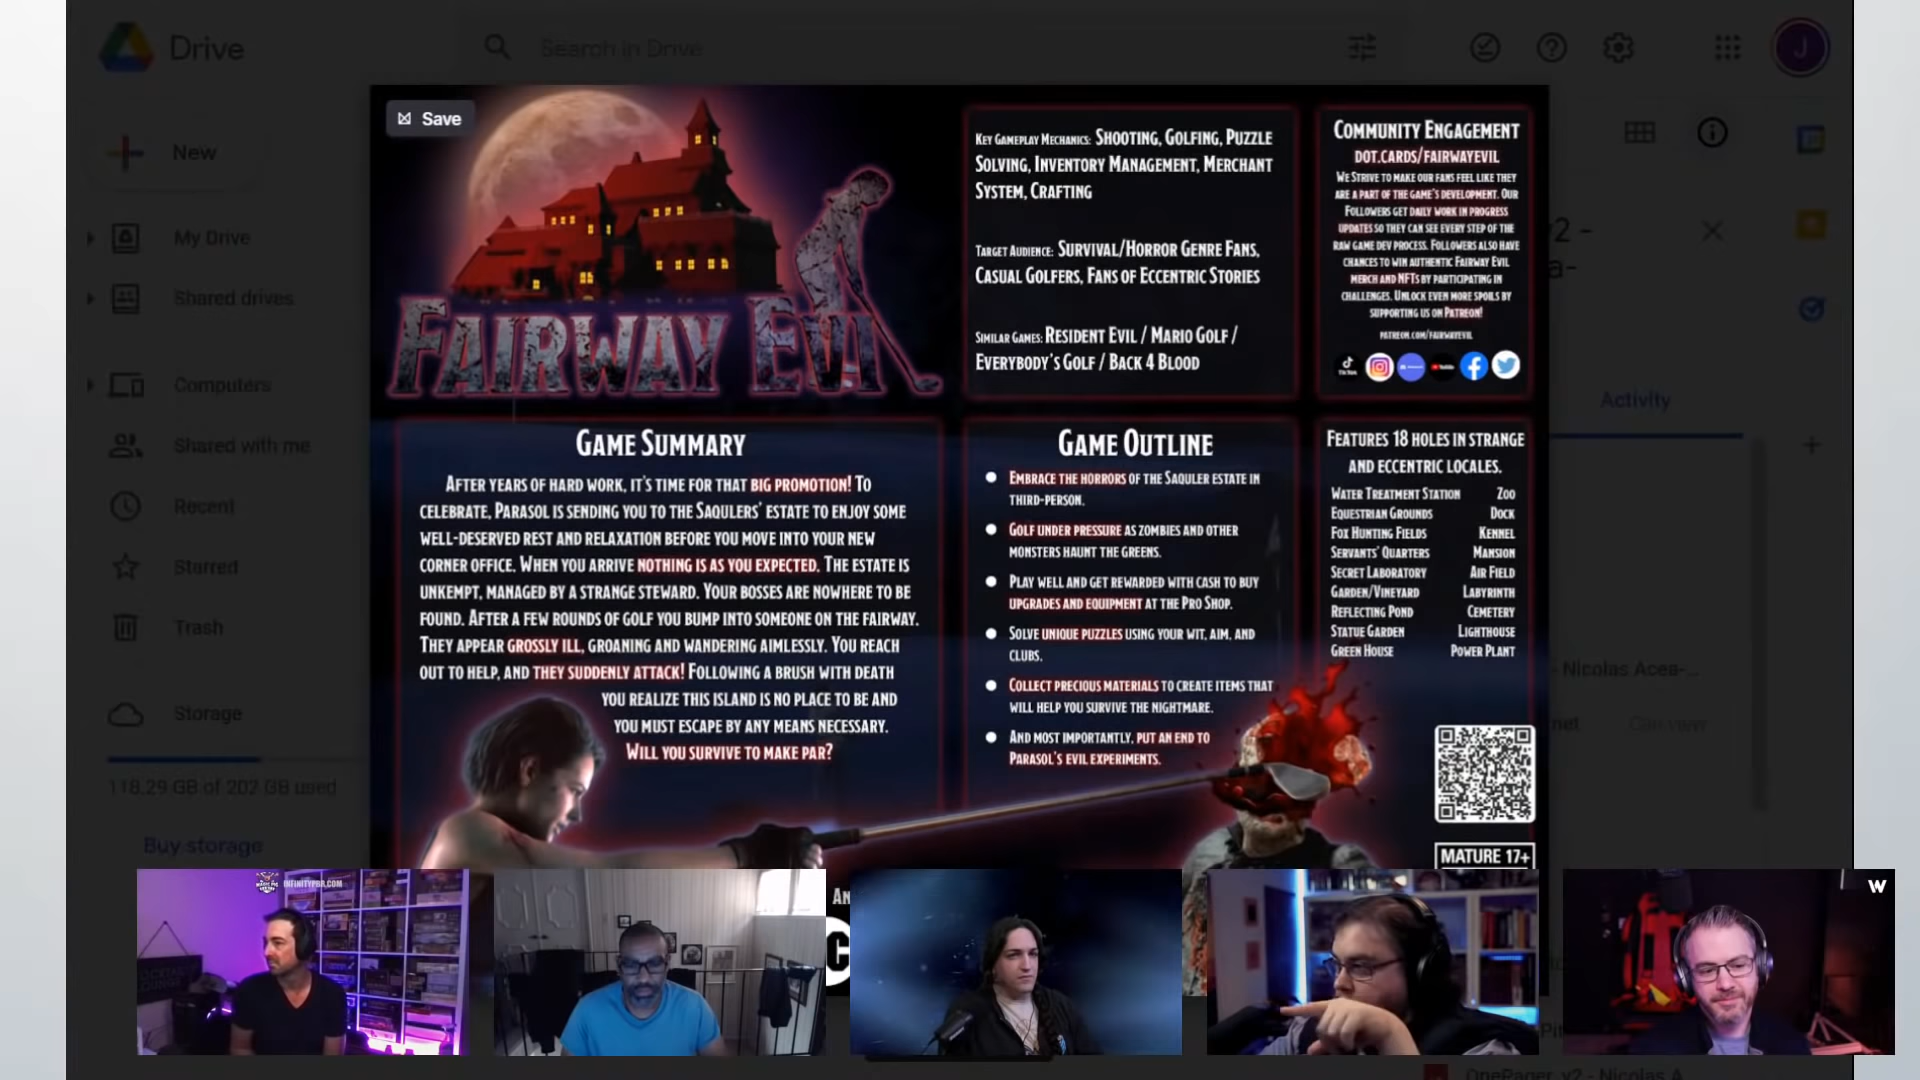 Drive
Search in Drive
J
New
My Drive
Shared drives
Computers
Shared with me
Recent
Starred
Trash
Storage
118.29 GB of 202 GB used
Buy storage
Save
FAIRWAY EVIL
KEY GAMEPLAY MECHANICS: SHOOTING, GOLFING, PUZZLE
SOLVING, INVENTORY MANAGEMENT, MERCHANT
SYSTEM, CRAFTING
TARGET AUDIENCE: SURVIVAL/HORROR GENRE FANS,
CASUAL GOLFERS, FANS OF ECCENTRIC STORIES
SIMILAR GAMES: RESIDENT EVIL / MARIO GOLF /
EVERYBODY'S GOLF / BACK 4 BLOOD
COMMUNITY ENGAGEMENT
DOT.CARDS/FAIRWAYEVIL
WE STRIVE TO MAKE OUR FANS FEEL LIKE THEY
ARE A PART OF THE GAME'S DEVELOPMENT. OUR
FOLLOWERS GET DAILY WORK IN PROGRESS
UPDATES SO THEY CAN SEE EVERY STEP OF THE
RAW GAME DEV PROCESS. FOLLOWERS ALSO HAVE
CHANCES TO WIN AUTHENTIC FAIRWAY EVIL
MERCH AND NFTS BY PARTICIPATING IN
CHALLENGES. UNLOCK EVEN MORE SPOILS BY
SUPPORTING US ON PATREON!
PATREON.COM/FAIRWAYEVIL
GAME SUMMARY
AFTER YEARS OF HARD WORK, IT'S TIME FOR THAT BIG PROMOTION! TO
CELEBRATE, PARASOL IS SENDING YOU TO THE SAQULERS' ESTATE TO ENJOY SOME
WELL-DESERVED REST AND RELAXATION BEFORE YOU MOVE INTO YOUR NEW
CORNER OFFICE. WHEN YOU ARRIVE NOTHING IS AS YOU EXPECTED. THE ESTATE IS
UNKEMPT, MANAGED BY A STRANGE STEWARD. YOUR BOSSES ARE NOWHERE TO BE
FOUND. AFTER A FEW ROUNDS OF GOLF YOU BUMP INTO SOMEONE ON THE FAIRWAY.
THEY APPEAR GROSSLY ILL, GROANING AND WANDERING AIMLESSLY. YOU REACH
OUT TO HELP, AND THEY SUDDENLY ATTACK! FOLLOWING A BRUSH WITH DEATH
YOU REALIZE THIS ISLAND IS NO PLACE TO BE AND
YOU MUST ESCAPE BY ANY MEANS NECESSARY.
WILL YOU SURVIVE TO MAKE PAR?
GAME OUTLINE
EMBRACE THE HORRORS OF THE SAQULER ESTATE IN
THIRD-PERSON.
GOLF UNDER PRESSURE AS ZOMBIES AND OTHER
MONSTERS HAUNT THE GREENS.
PLAY WELL AND GET REWARDED WITH CASH TO BUY
UPGRADES AND EQUIPMENT AT THE PRO SHOP.
SOLVE UNIQUE PUZZLES USING YOUR WIT, AIM, AND
CLUBS.
COLLECT PRECIOUS MATERIALS TO CREATE ITEMS THAT
WILL HELP YOU SURVIVE THE NIGHTMARE.
AND MOST IMPORTANTLY, PUT AN END TO
PARASOL'S EVIL EXPERIMENTS.
FEATURES 18 HOLES IN STRANGE
AND ECCENTRIC LOCALES.
WATER TREATMENT STATION ZOO
EQUESTRIAN GROUNDS DOCK
FOX HUNTING FIELDS KENNEL
SERVANTS' QUARTERS MANSION
SECRET LABORATORY AIR FIELD
GARDEN/VINEYARD LABYRINTH
REFLECTING POND CEMETERY
STATUE GARDEN LIGHTHOUSE
GREEN HOUSE POWER PLANT
MATURE 17+
v2 -
Activity
- Nicolas Acea-...
net
Can view
AN
C
INFINITYPBR.COM
W
OnePager_v2 - Nicolas A